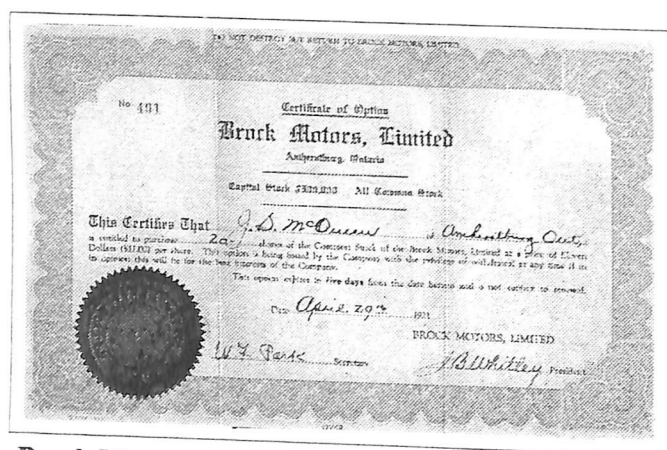 DO NOT DESTROY BUT RETURN TO BROCK MOTORS, LIMITED
No 491
Certificate of Option
Brock Motors, Limited
Amherstburg, Ontario
Capital Stock All Common Stock
This Certifies That J. D. McQueen of Amherstburg Ont,
is entitled to purchase 20 shares of the Common Stock of the Brock Motors, Limited at a price of Eleven
Dollars ($11.00) per share. This option is being issued by the Company with the privilege of withdrawal at any time if in
its opinion this will be for the best interests of the Company.
This option expires in five days from the date hereon and is not subject to renewal.
Date April 29th 1921
BROCK MOTORS, LIMITED
W F Park Secretary
J B Whitley President